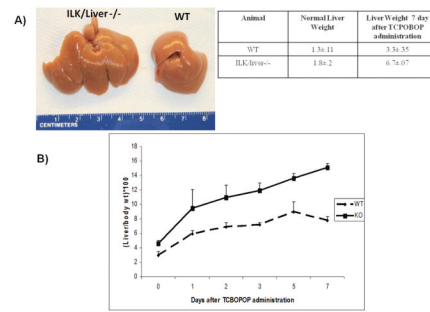 A)
ILK/Liver -/-
WT
CENTIMETERS 1 2 3 4 5 6 7 8
Animal Normal Liver Weight Liver Weight 7 day after TCPOBOP administration
WT 1.3±.11 3.3±.35
ILK/liver-/- 1.8±.2 6.7±.07
B)
(Liver/body wt)*100
18
16
14
12
10
8
6
4
2
0
0 1 2 3 5 7
Days after TCBOPOP administration
WT
KO